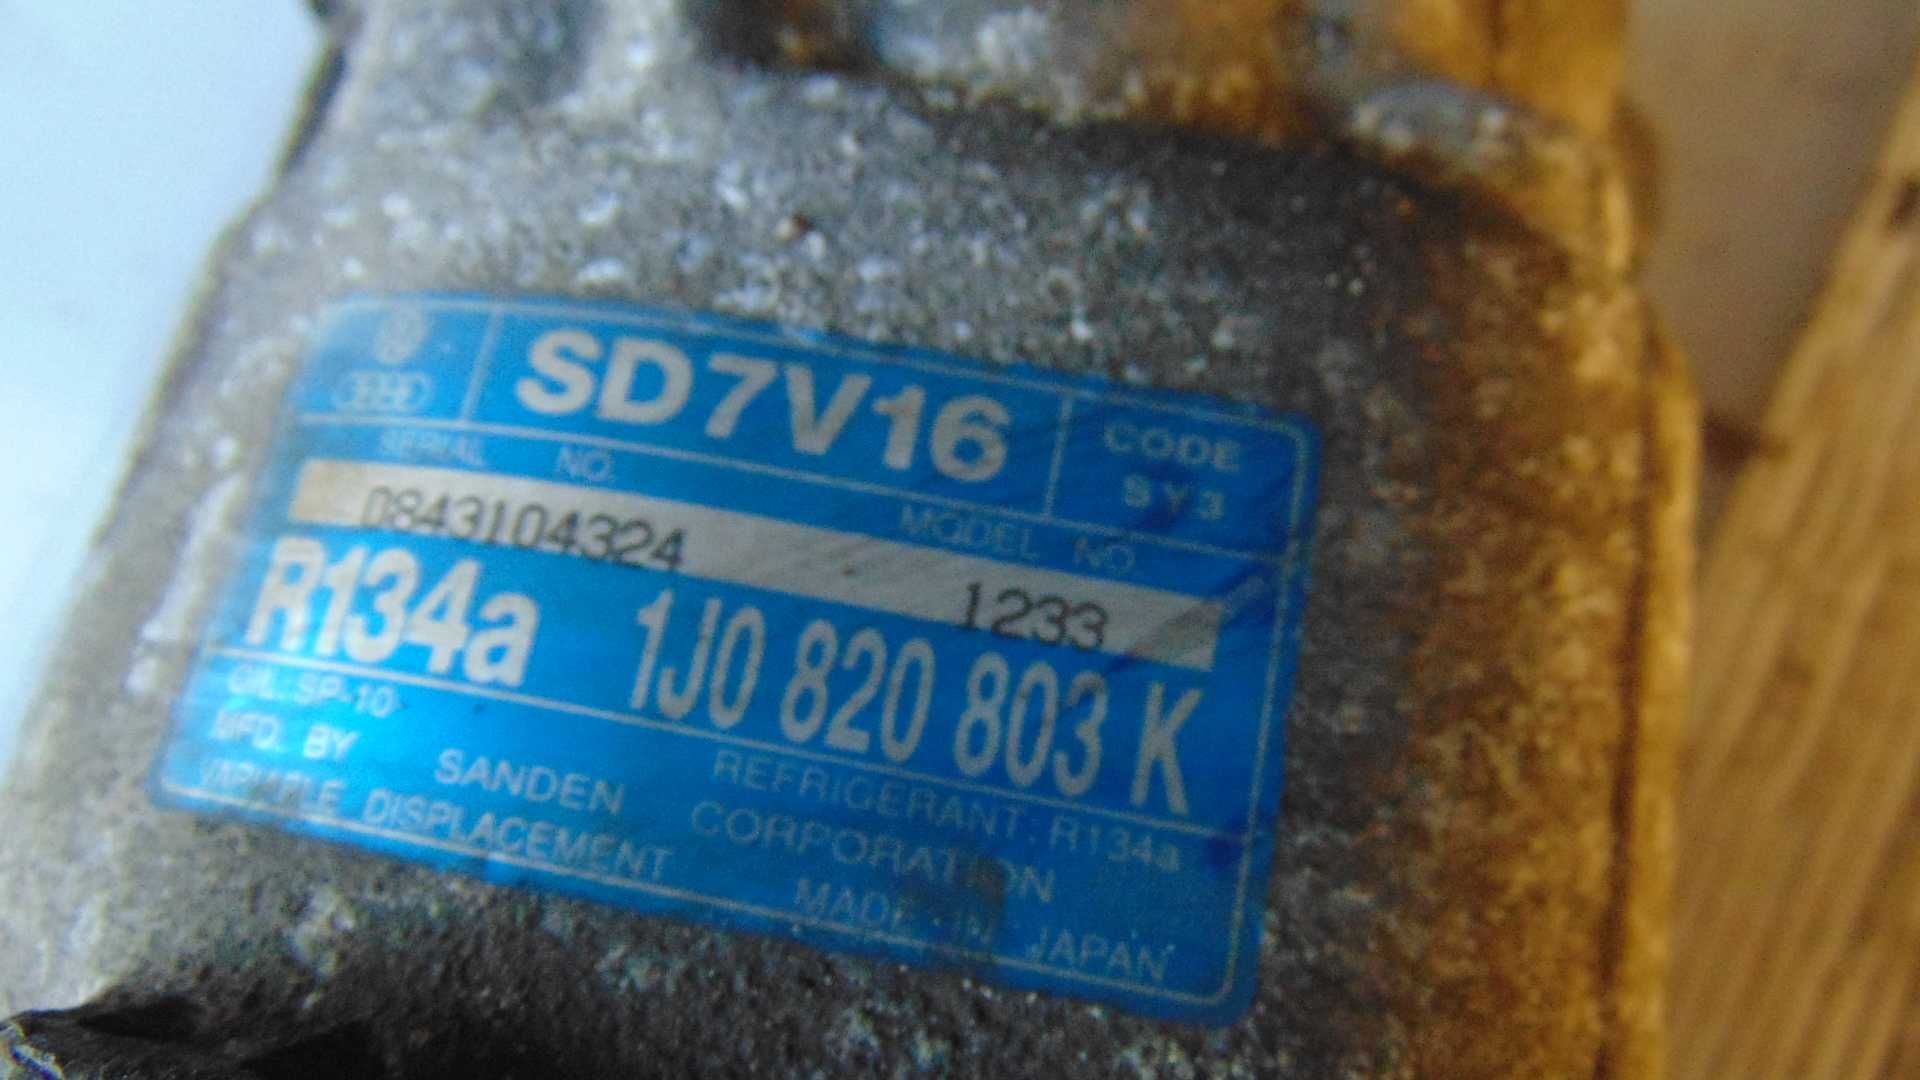 SD7V16
CODE
SV3
SERIAL NO.
MODEL NO.
0843104324
1233
R134a
1J0 820 803 K
OIL: SP-10
REFRIGERANT: R134a
MFD. BY SANDEN CORPORATION
VARIABLE DISPLACEMENT
MADE IN JAPAN